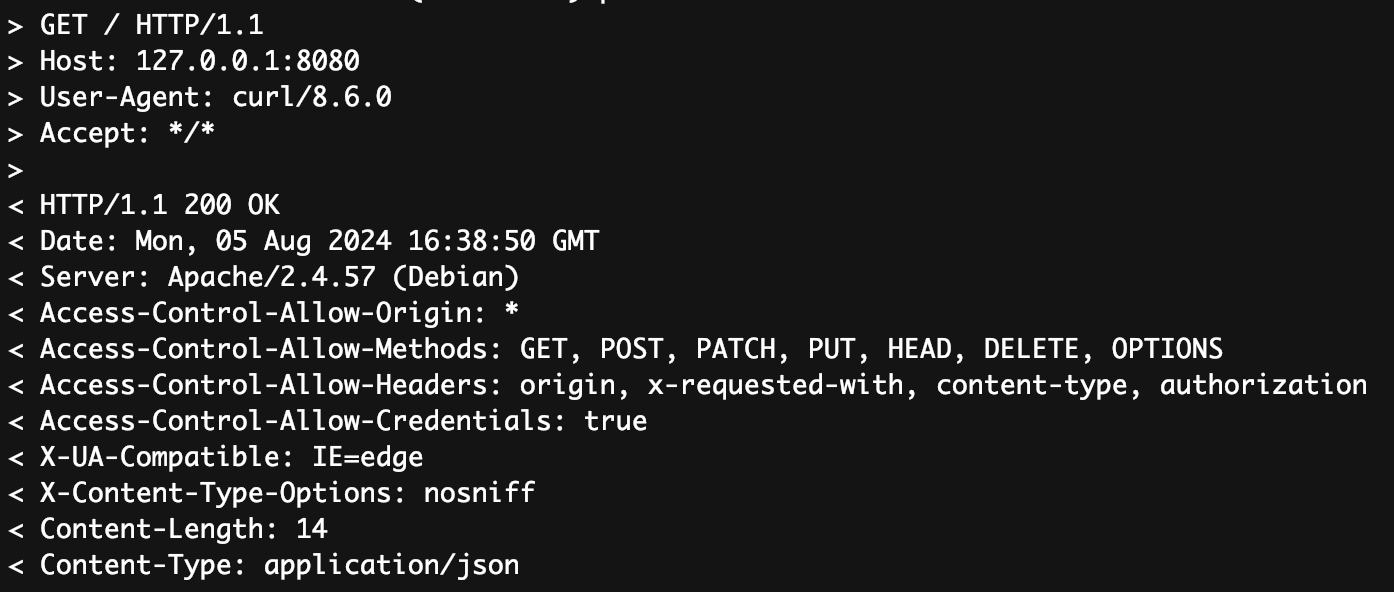 > GET / HTTP/1.1
> Host: 127.0.0.1:8080
> User-Agent: curl/8.6.0
> Accept: */*
>
< HTTP/1.1 200 OK
< Date: Mon, 05 Aug 2024 16:38:50 GMT
< Server: Apache/2.4.57 (Debian)
< Access-Control-Allow-Origin: *
< Access-Control-Allow-Methods: GET, POST, PATCH, PUT, HEAD, DELETE, OPTIONS
< Access-Control-Allow-Headers: origin, x-requested-with, content-type, authorization
< Access-Control-Allow-Credentials: true
< X-UA-Compatible: IE=edge
< X-Content-Type-Options: nosniff
< Content-Length: 14
< Content-Type: application/json